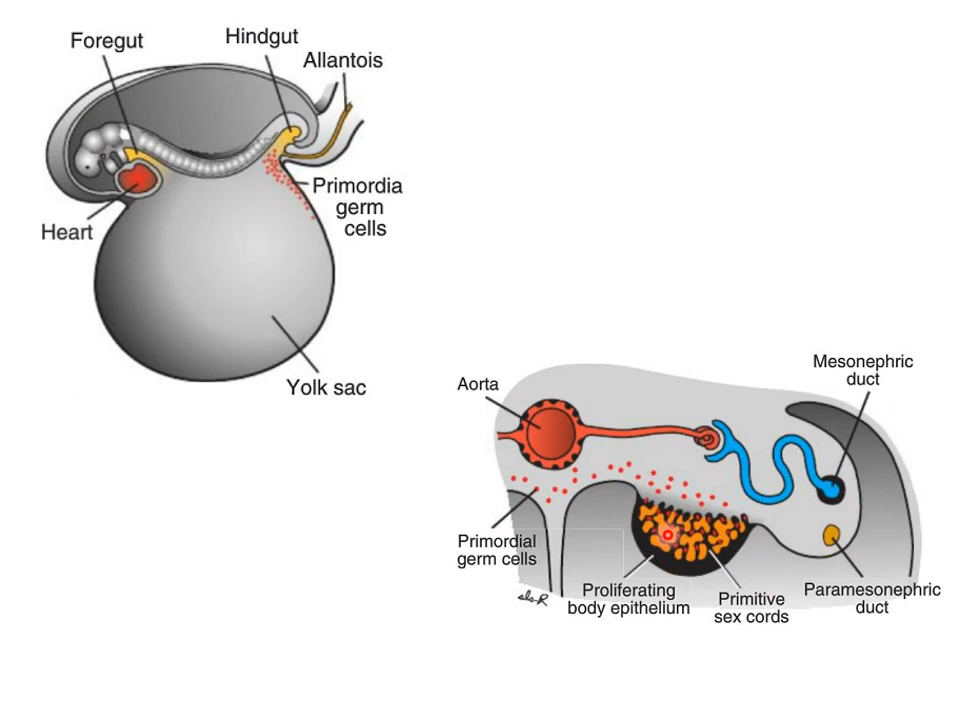 Foregut
Hindgut
Allantois
Primordia
germ
cells
Heart
Yolk sac
Mesonephric
duct
Aorta
Primordial
germ cells
Proliferating
body epithelium
Primitive
sex cords
Paramesonephric
duct